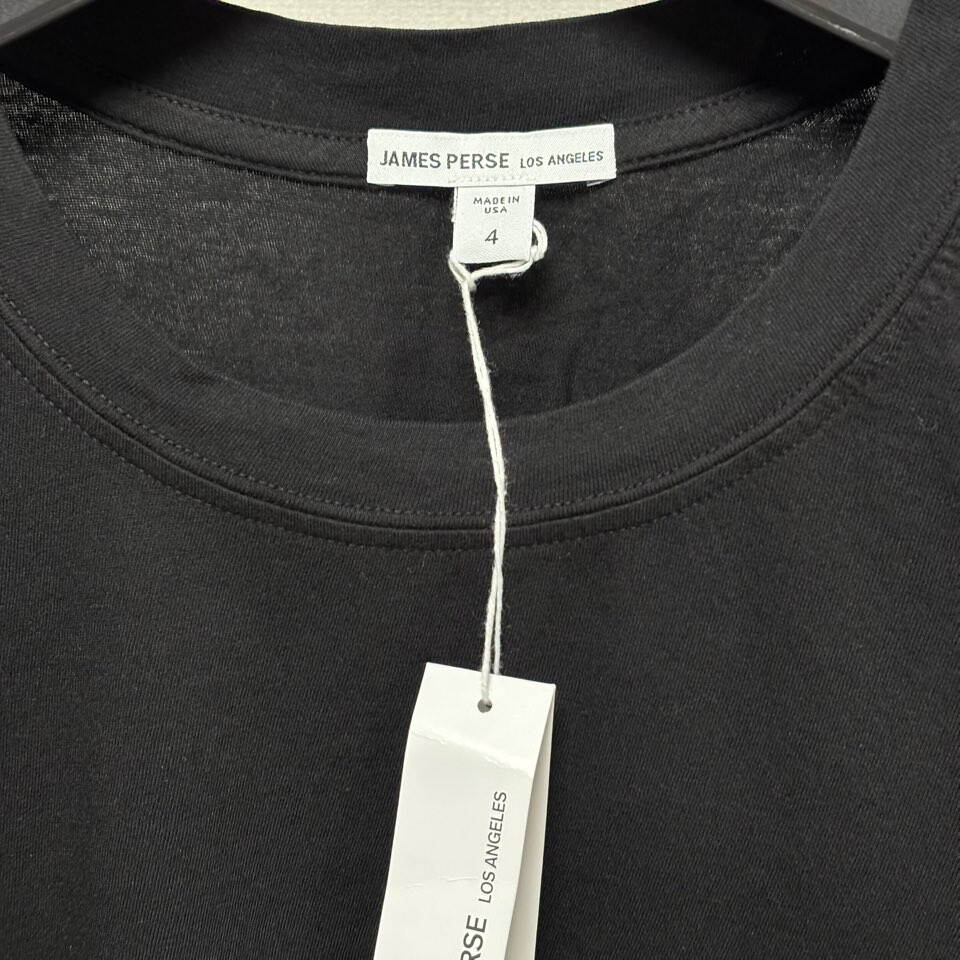 JAMES PERSE LOS ANGELES
MADE IN
USA
4
RSE LOS ANGELES